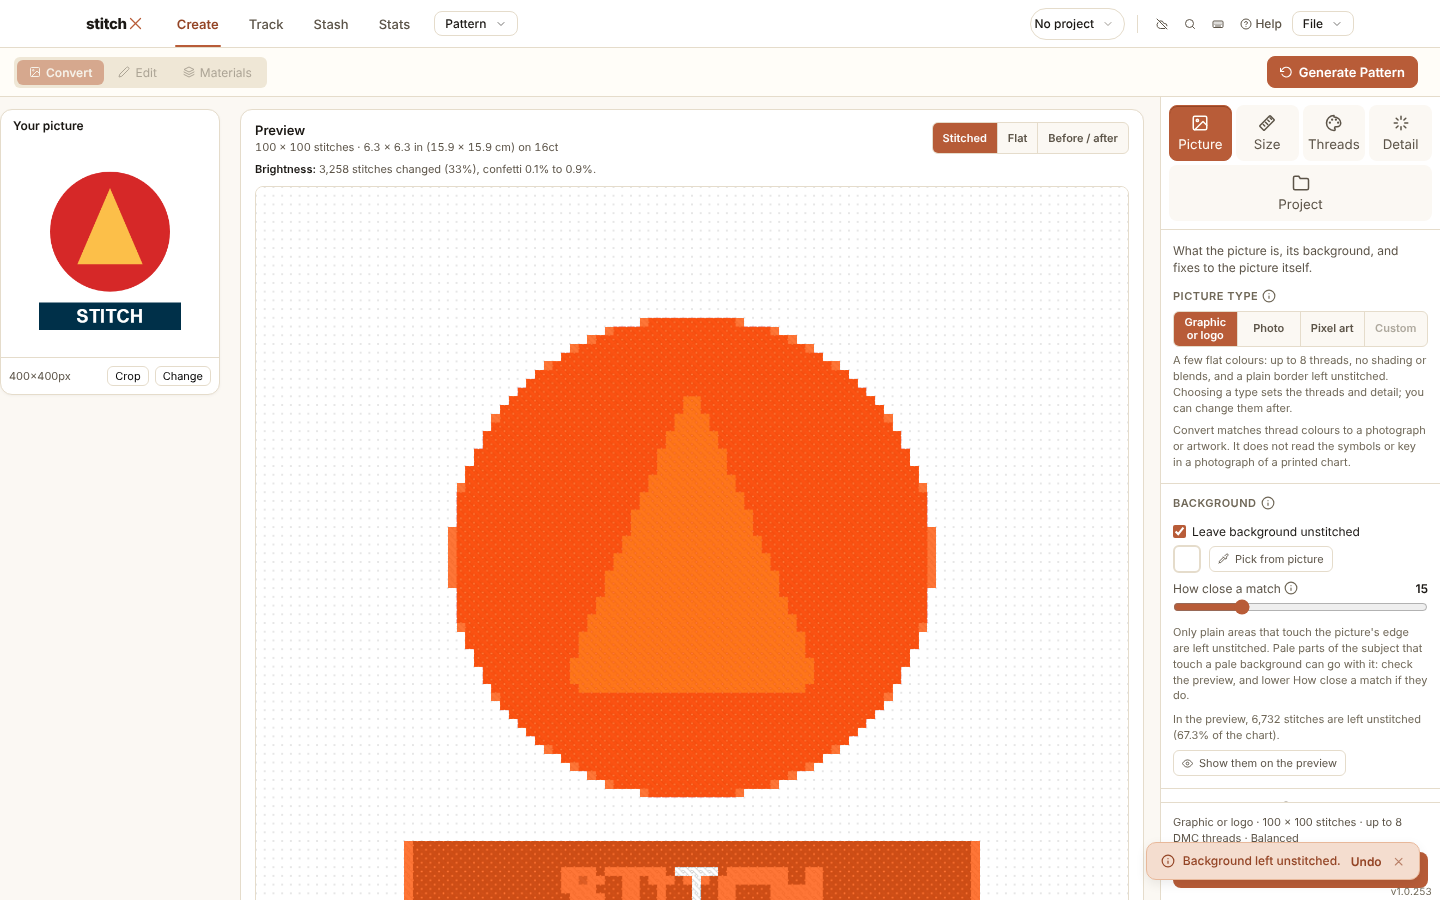 stitch
Create
Track
Stash
Stats
Pattern
No project
Help
File
Convert
Edit
Materials
Generate Pattern
Your picture
STITCH
400×400px
Crop
Change
Preview
100 × 100 stitches · 6.3 × 6.3 in (15.9 × 15.9 cm) on 16ct
Brightness: 3,258 stitches changed (33%), confetti 0.1% to 0.9%.
Stitched
Flat
Before / after
STITCH
Picture
Size
Threads
Detail
Project
What the picture is, its background, and
fixes to the picture itself.
PICTURE TYPE
Graphic
or logo
Photo
Pixel art
Custom
A few flat colours: up to 8 threads, no shading or
blends, and a plain border left unstitched.
Choosing a type sets the threads and detail; you
can change them after.
Convert matches thread colours to a photograph
or artwork. It does not read the symbols or key
in a photograph of a printed chart.
BACKGROUND
Leave background unstitched
Pick from picture
How close a match
15
Only plain areas that touch the picture's edge
are left unstitched. Pale parts of the subject that
touch a pale background can go with it: check
the preview, and lower How close a match if they
do.
In the preview, 6,732 stitches are left unstitched
(67.3% of the chart).
Show them on the preview
Graphic or logo · 100 × 100 stitches · up to 8
DMC threads · Balanced
Background left unstitched.
Undo
v1.0.253